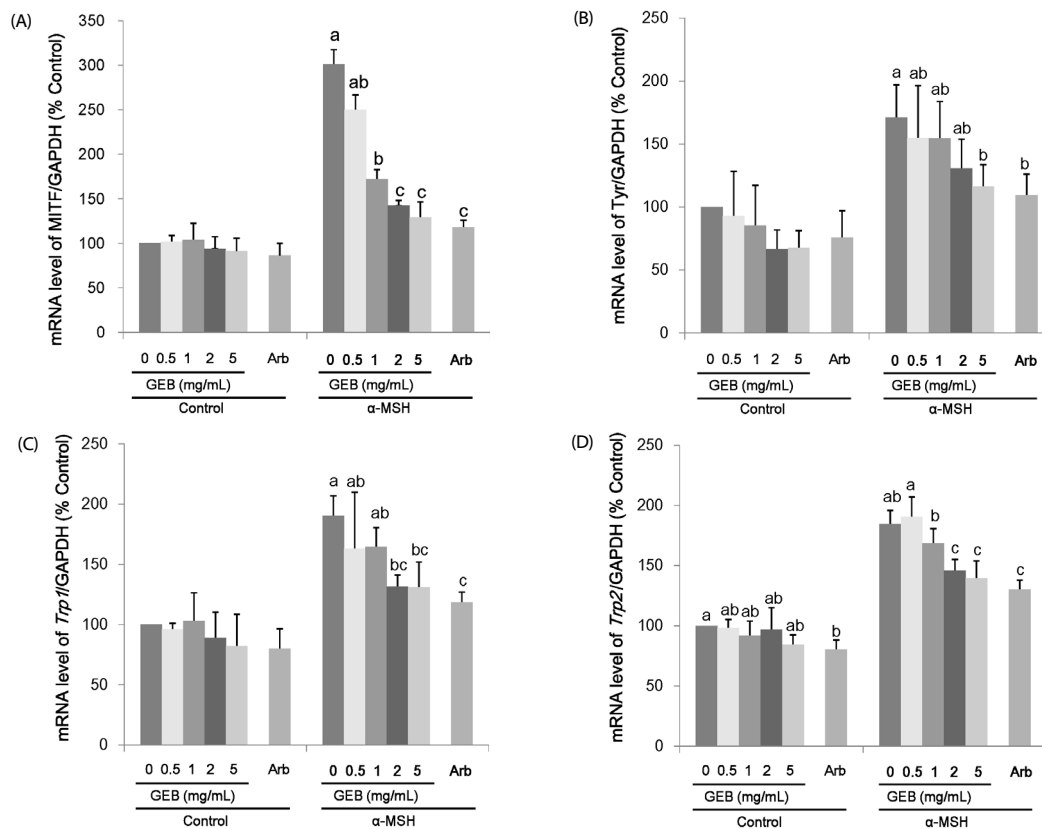 (A)
mRNA level of MITF/GAPDH (% Control)
350
300
250
200
150
100
50
0
a
ab
b
c
c
c
0 0.5 1 2 5 Arb 0 0.5 1 2 5 Arb
GEB (mg/mL) GEB (mg/mL)
Control α-MSH
(B)
mRNA level of Tyr/GAPDH (% Control)
250
200
150
100
50
0
a ab ab
ab
b b
0 0.5 1 2 5 Arb 0 0.5 1 2 5 Arb
GEB (mg/mL) GEB (mg/mL)
Control α-MSH
(C)
mRNA level of Trp1/GAPDH (% Control)
250
200
150
100
50
0
a ab
ab
bc bc
c
0 0.5 1 2 5 Arb 0 0.5 1 2 5 Arb
GEB (mg/mL) GEB (mg/mL)
Control α-MSH
(D)
mRNA level of Trp2/GAPDH (% Control)
250
200
150
100
50
0
a ab ab ab ab b
ab a b c c c
0 0.5 1 2 5 Arb 0 0.5 1 2 5 Arb
GEB (mg/mL) GEB (mg/mL)
Control α-MSH